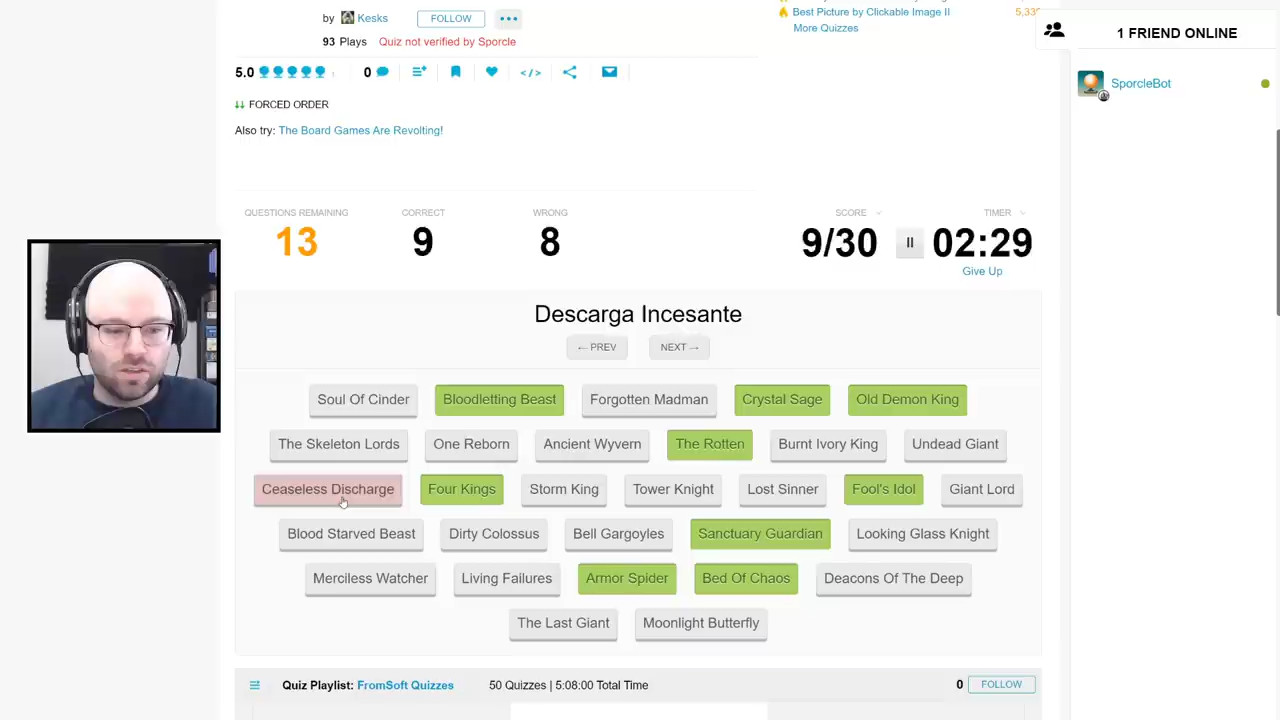 by Kesks FOLLOW •••
Best Picture by Clickable Image II
More Quizzes
1 FRIEND ONLINE
93 Plays Quiz not verified by Sporcle
5.0 0 </>
SporcleBot
FORCED ORDER
Also try: The Board Games Are Revolting!
QUESTIONS REMAINING CORRECT WRONG SCORE TIMER
13 9 8 9/30 02:29
Give Up
Descarga Incesante
← PREV NEXT →
Soul Of Cinder Bloodletting Beast Forgotten Madman Crystal Sage Old Demon King
The Skeleton Lords One Reborn Ancient Wyvern The Rotten Burnt Ivory King Undead Giant
Ceaseless Discharge Four Kings Storm King Tower Knight Lost Sinner Fool's Idol Giant Lord
Blood Starved Beast Dirty Colossus Bell Gargoyles Sanctuary Guardian Looking Glass Knight
Merciless Watcher Living Failures Armor Spider Bed Of Chaos Deacons Of The Deep
The Last Giant Moonlight Butterfly
Quiz Playlist: FromSoft Quizzes 50 Quizzes | 5:08:00 Total Time 0 FOLLOW